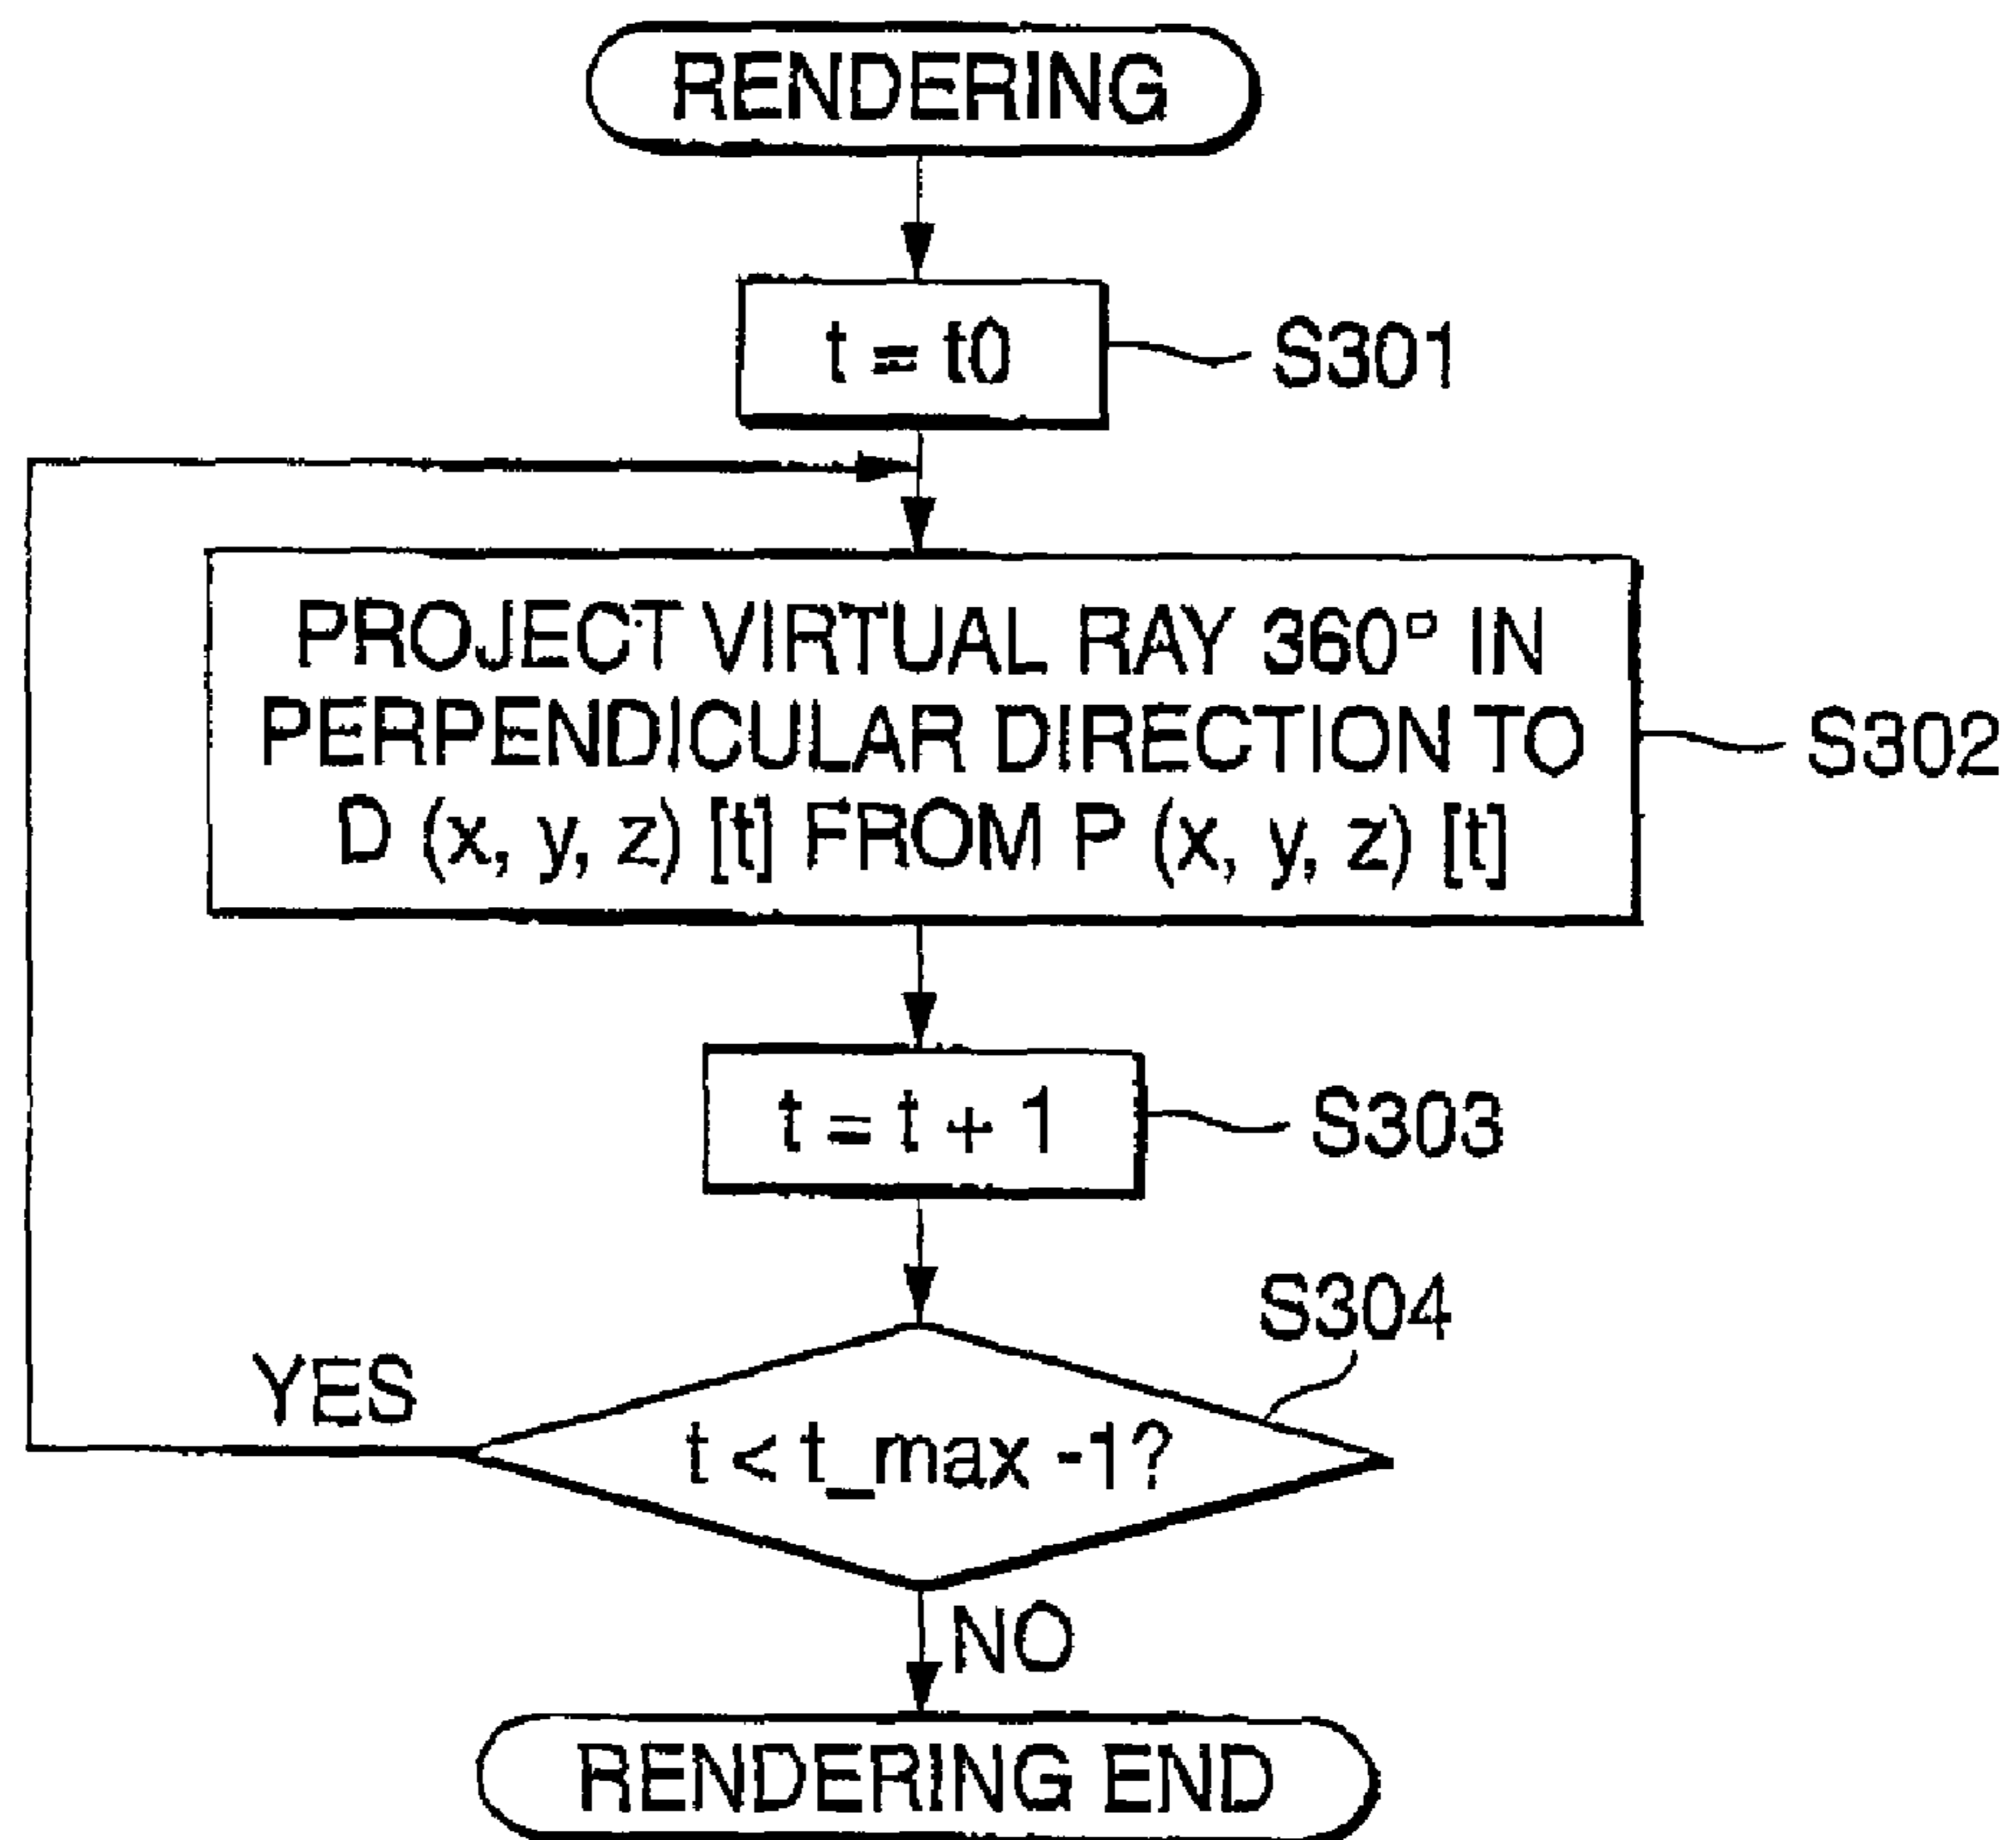 RENDERING
t = t0
S301
PROJECT VIRTUAL RAY 360° IN
PERPENDICULAR DIRECTION TO
D (x, y, z) [t] FROM P (x, y, z) [t]
S302
t = t + 1
S303
S304
YES
t < t_max -1?
NO
RENDERING END